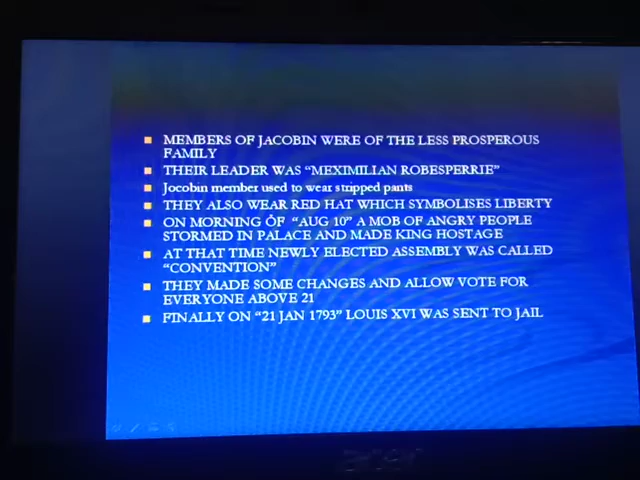 MEMBERS OF JACOBIN WERE OF THE LESS PROSPEROUS
FAMILY
THEIR LEADER WAS "MEXIMILIAN ROBESPERRIE"
Jocobin member used to wear stripped pants
THEY ALSO WEAR RED HAT WHICH SYMBOLISES LIBERTY
ON MORNING OF "AUG 10" A MOB OF ANGRY PEOPLE
STORMED IN PALACE AND MADE KING HOSTAGE
AT THAT TIME NEWLY ELECTED ASSEMBLY WAS CALLED
"CONVENTION"
THEY MADE SOME CHANGES AND ALLOW VOTE FOR
EVERYONE ABOVE 21
FINALLY ON "21 JAN 1793" LOUIS XVI WAS SENT TO JAIL
acer